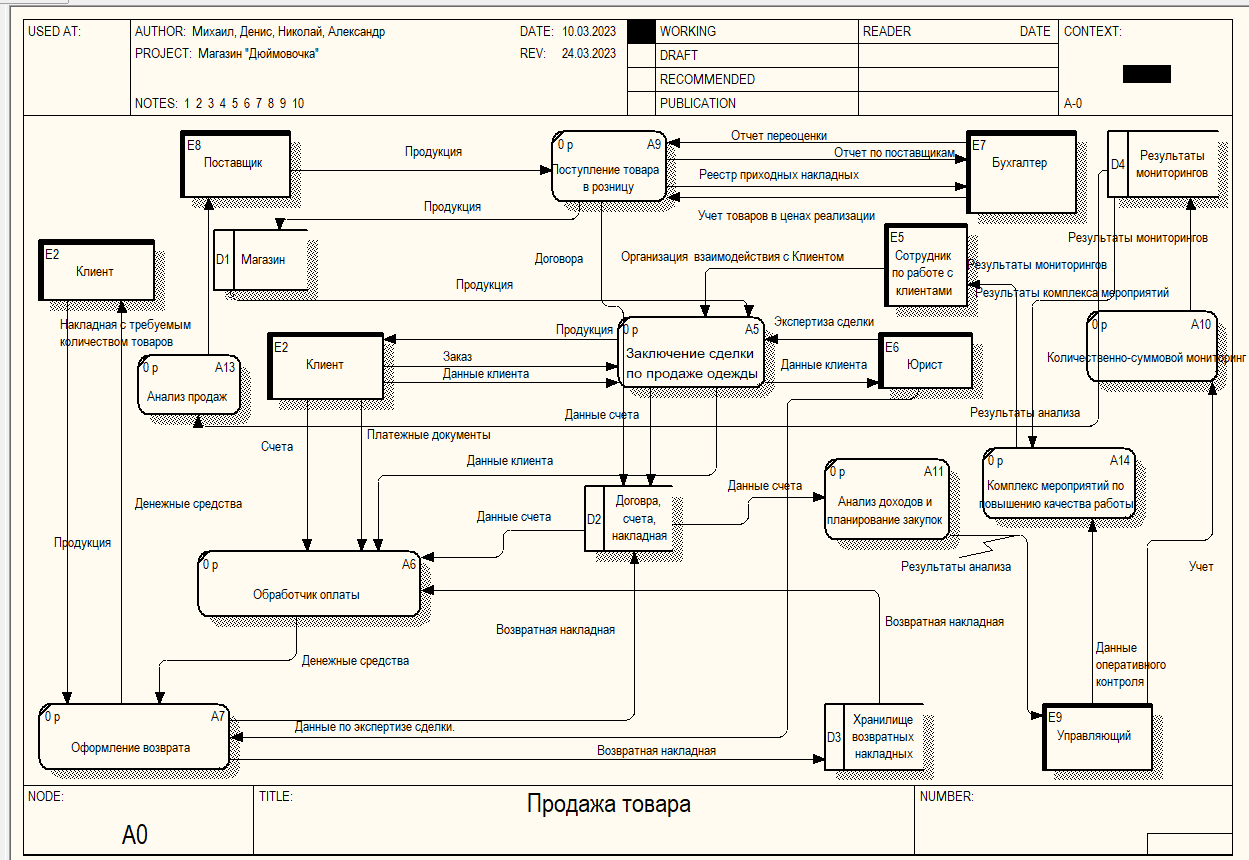 USED AT:
AUTHOR: Михаил, Денис, Николай, Александр
DATE: 10.03.2023
WORKING
READER
DATE
CONTEXT:
PROJECT: Магазин "Дюймовочка"
REV: 24.03.2023
DRAFT
RECOMMENDED
NOTES: 1 2 3 4 5 6 7 8 9 10
PUBLICATION
A-0
E8
Поставщик
Продукция
0 р
A9
Поступление товара
в розницу
Отчет переоценки
Отчет по поставщикам
Реестр приходных накладных
Учет товаров в ценах реализации
E7
Бухгалтер
D4
Результаты
мониторингов
Продукция
D1
Магазин
E2
Клиент
Договора
Организация взаимодействия с Клиентом
E5
Сотрудник
по работе с
клиентами
Результаты мониторингов
Результаты мониторингов
Результаты комплекса мероприятий
Продукция
Накладная с требуемым
количеством товаров
E2
Клиент
Продукция
Заказ
Данные клиента
0 р
A5
Заключение сделки
по продаже одежды
Экспертиза сделки
Данные клиента
E6
Юрист
0 р
A10
Количественно-суммовой мониторинг
0 р
A13
Анализ продаж
Данные счета
Результаты анализа
Счета
Платежные документы
Данные клиента
0 р
A14
Комплекс мероприятий по
повышению качества работы
0 р
A11
Анализ доходов и
планирование закупок
Данные счета
Денежные средства
D2
Договра,
счета,
накладная
Данные счета
Продукция
0 р
A6
Обработчик оплаты
Результаты анализа
Учет
Возвратная накладная
Возвратная накладная
Денежные средства
Данные
оперативного
контроля
0 р
A7
Оформление возврата
Данные по экспертизе сделки.
Возвратная накладная
D3
Хранилище
возвратных
накладных
E9
Управляющий
NODE:
A0
TITLE:
Продажа товара
NUMBER: